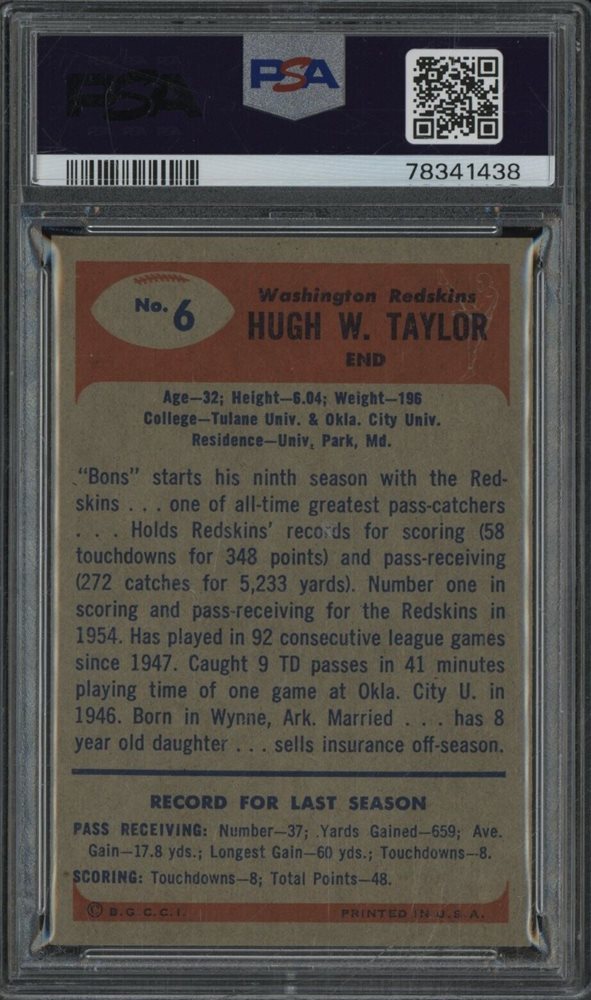 PSA
PSA
78341438
No. 6
Washington Redskins
HUGH W. TAYLOR
END
Age—32; Height—6.04; Weight—196
College—Tulane Univ. & Okla. City Univ.
Residence—Univ. Park, Md.
"Bons" starts his ninth season with the Red-
skins . . . one of all-time greatest pass-catchers
. . . Holds Redskins' records for scoring (58
touchdowns for 348 points) and pass-receiving
(272 catches for 5,233 yards). Number one in
scoring and pass-receiving for the Redskins in
1954. Has played in 92 consecutive league games
since 1947. Caught 9 TD passes in 41 minutes
playing time of one game at Okla. City U. in
1946. Born in Wynne, Ark. Married . . . has 8
year old daughter . . . sells insurance off-season.
RECORD FOR LAST SEASON
PASS RECEIVING: Number—37; Yards Gained—659; Ave.
Gain—17.8 yds.; Longest Gain—60 yds.; Touchdowns—8.
SCORING: Touchdowns—8; Total Points—48.
© B.G.C.C.I. PRINTED IN U.S.A.